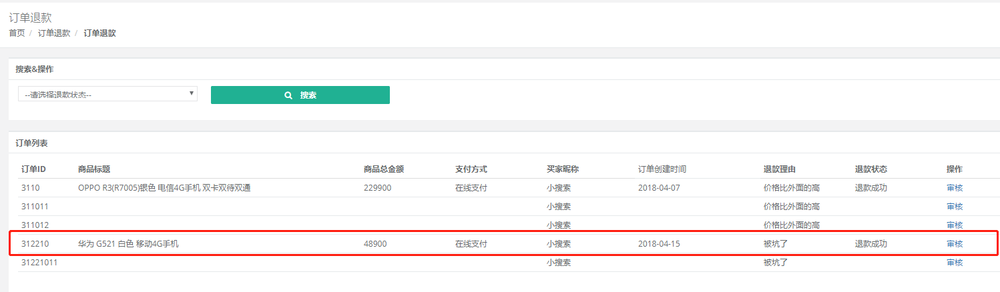 订单退款
首页 / 订单退款 / 订单退款
搜索&操作
--请选择退款状态-- 搜索
订单列表
订单ID 商品标题 商品总金额 支付方式 买家昵称 订单创建时间 退款理由 退款状态 操作
3110 OPPO R3(R7005)银色 电信4G手机 双卡双待双通 229900 在线支付 小搜索 2018-04-07 价格比外面的高 退款成功 审核
311011 小搜索 价格比外面的高 审核
311012 小搜索 价格比外面的高 审核
312210 华为 G521 白色 移动4G手机 48900 在线支付 小搜索 2018-04-15 被坑了 退款成功 审核
31221011 小搜索 被坑了 审核